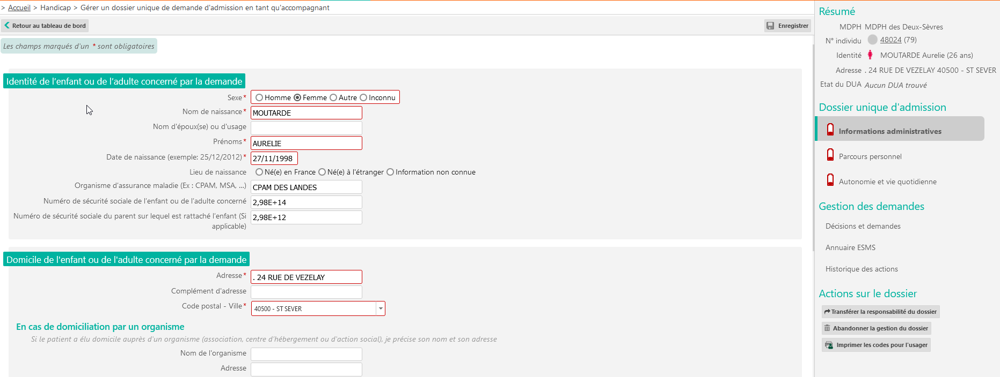 > Accueil > Handicap > Gérer un dossier unique de demande d'admission en tant qu'accompagnant
Retour au tableau de bord
Enregistrer
Les champs marqués d'un * sont obligatoires
Identité de l'enfant ou de l'adulte concerné par la demande
Sexe* Homme Femme Autre Inconnu
Nom de naissance* MOUTARDE
Nom d'époux(se) ou d'usage
Prénoms* AURELIE
Date de naissance (exemple: 25/12/2012)* 27/11/1998
Lieu de naissance Né(e) en France Né(e) à l'étranger Information non connue
Organisme d'assurance maladie (Ex : CPAM, MSA, ...) CPAM DES LANDES
Numéro de sécurité sociale de l'enfant ou de l'adulte concerné 2,98E+14
Numéro de sécurité sociale du parent sur lequel est rattaché l'enfant (Si 2,98E+12
applicable)
Domicile de l'enfant ou de l'adulte concerné par la demande
Adresse* . 24 RUE DE VEZELAY
Complément d'adresse
Code postal - Ville* 40500 - ST SEVER
En cas de domiciliation par un organisme
Si le patient a élu domicile auprès d'un organisme (association, centre d'hébergement ou d'action social), je précise son nom et son adresse
Nom de l'organisme
Adresse
Résumé
MDPH MDPH des Deux-Sèvres
N° individu 48024 (79)
Identité MOUTARDE Aurelie (26 ans)
Adresse . 24 RUE DE VEZELAY 40500 - ST SEVER
Etat du DUA Aucun DUA trouvé
Dossier unique d'admission
Informations administratives
Parcours personnel
Autonomie et vie quotidienne
Gestion des demandes
Décisions et demandes
Annuaire ESMS
Historique des actions
Actions sur le dossier
Transférer la responsabilité du dossier
Abandonner la gestion du dossier
Imprimer les codes pour l'usager